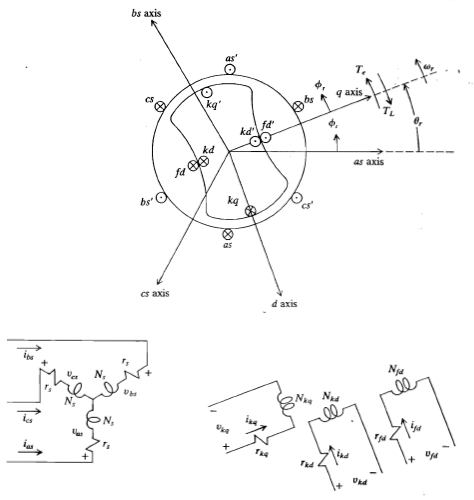 bs axis
as′
ω_r
T_e
cs
kq′
bs
ϕ_r
q axis
T_L
θ_r
kd′
fd′
ϕ_s
kd
as axis
fd
kq
bs′
cs′
as
cs axis
d axis
i_bs
+
v_cs
N_s
r_s
r_s
N_s
v_bs
+
i_cs
N_s
v_as
r_s
i_as
+
−
N_kq
v_kq
i_kq
+
r_kq
N_kd
r_kd
i_kd
−
+
v_kd
N_fd
r_fd
i_fd
−
+
v_fd